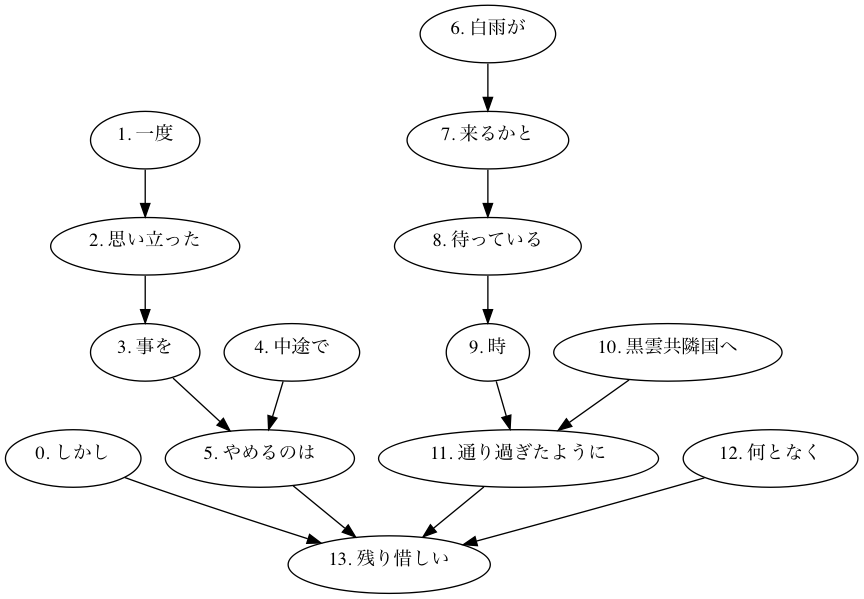 6. 白雨が
1. 一度
7. 来るかと
2. 思い立った
8. 待っている
3. 事を
4. 中途で
9. 時
10. 黒雲共隣国へ
0. しかし
5. やめるのは
11. 通り過ぎたように
12. 何となく
13. 残り惜しい